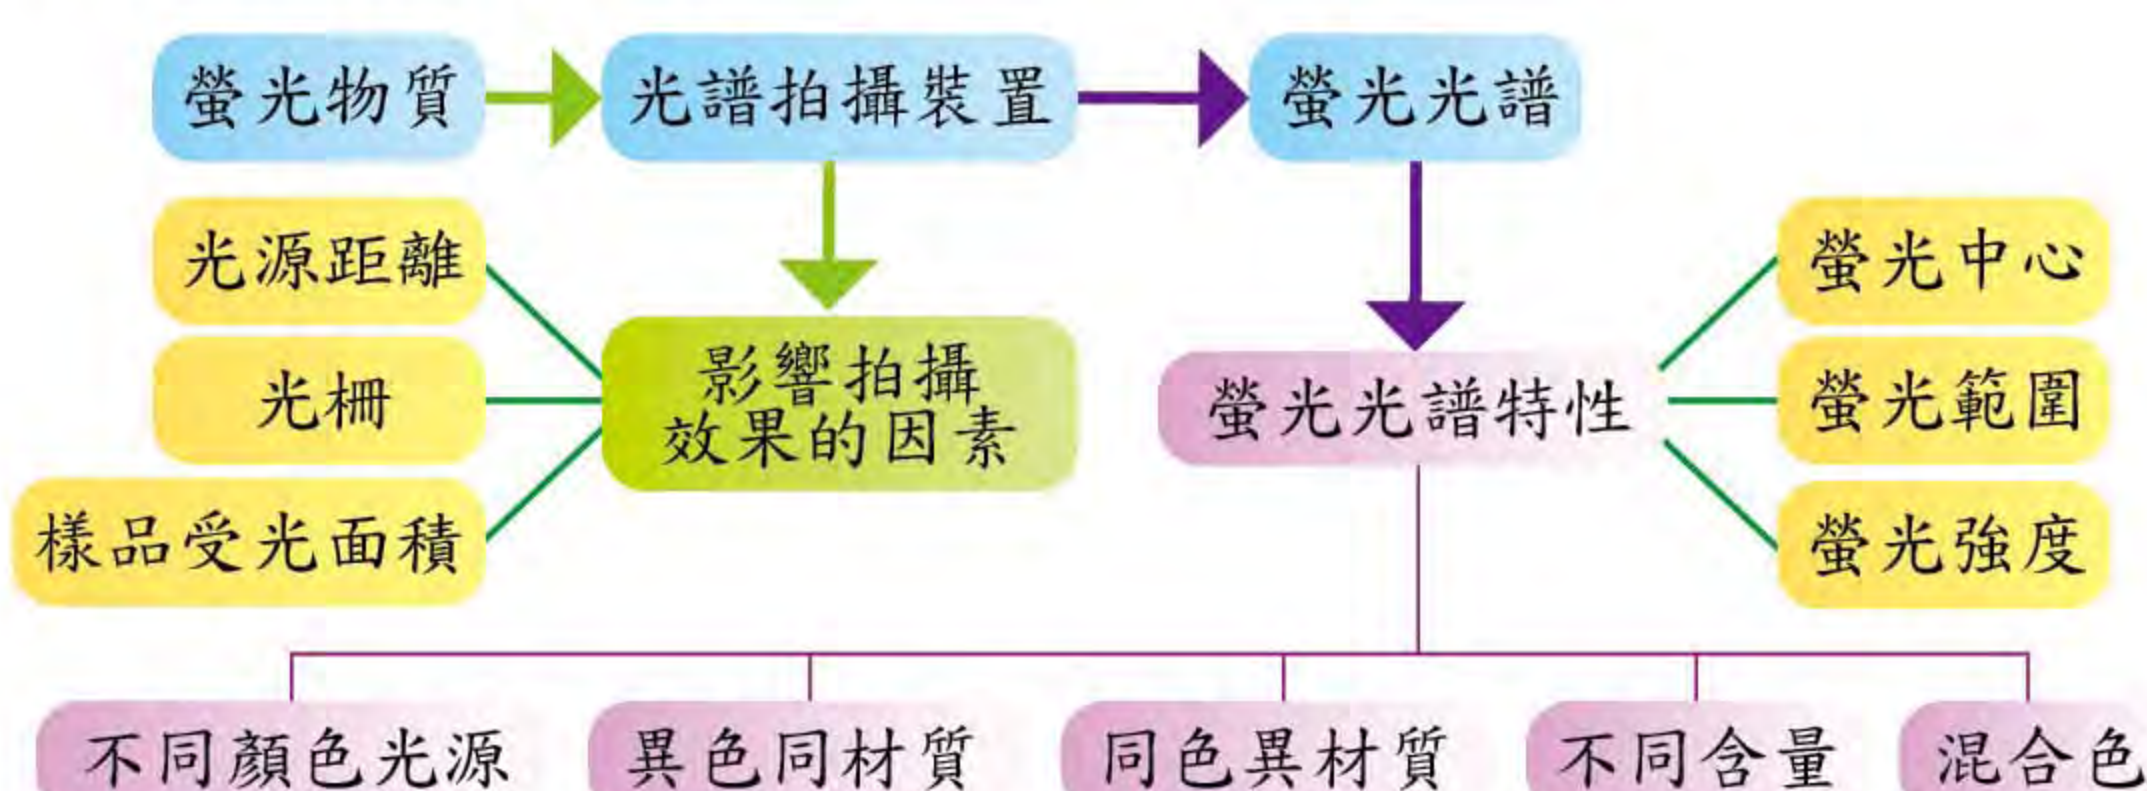 螢光物質
光譜拍攝裝置
螢光光譜
光源距離
光柵
樣品受光面積
影響拍攝
效果的因素
螢光光譜特性
螢光中心
螢光範圍
螢光強度
不同顏色光源
異色同材質
同色異材質
不同含量
混合色